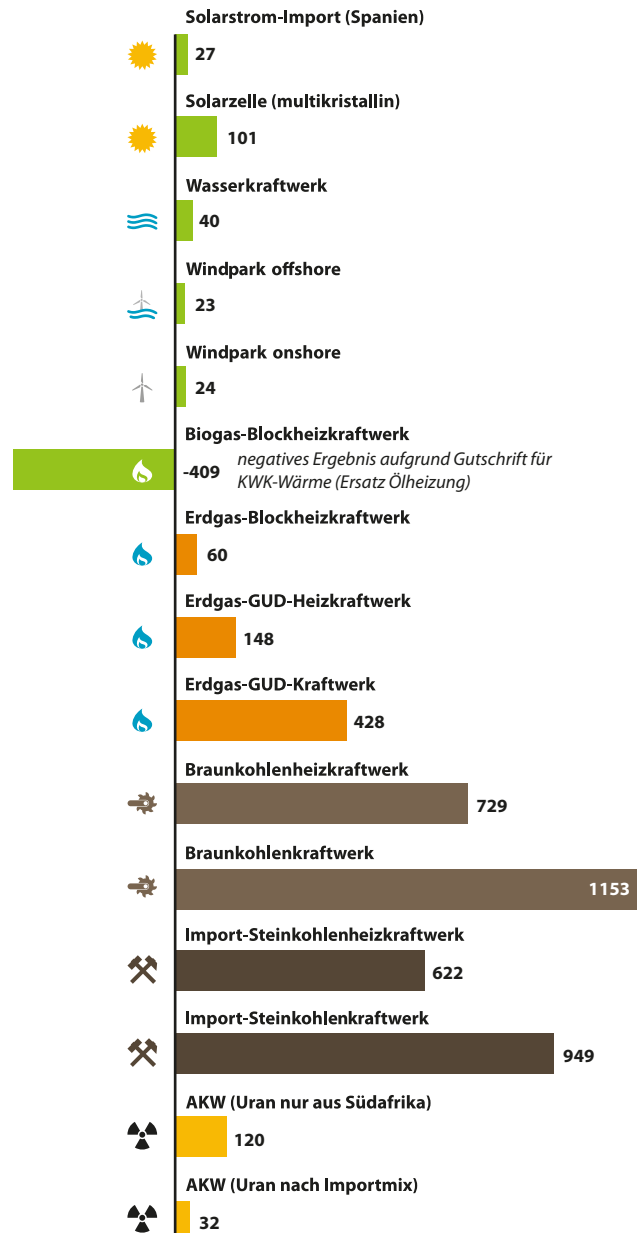 Solarstrom-Import (Spanien)
27
Solarzelle (multikristallin)
101
Wasserkraftwerk
40
Windpark offshore
23
Windpark onshore
24
Biogas-Blockheizkraftwerk
-409 negatives Ergebnis aufgrund Gutschrift für
KWK-Wärme (Ersatz Ölheizung)
Erdgas-Blockheizkraftwerk
60
Erdgas-GUD-Heizkraftwerk
148
Erdgas-GUD-Kraftwerk
428
Braunkohlenheizkraftwerk
729
Braunkohlenkraftwerk
1153
Import-Steinkohlenheizkraftwerk
622
Import-Steinkohlenkraftwerk
949
AKW (Uran nur aus Südafrika)
120
AKW (Uran nach Importmix)
32